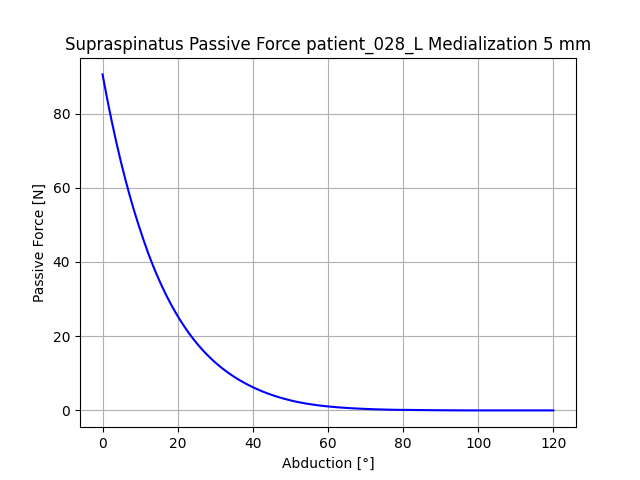 Supraspinatus Passive Force patient_028_L Medialization 5 mm
Passive Force [N]
80
60
40
20
0
0 20 40 60 80 100 120
Abduction [°]